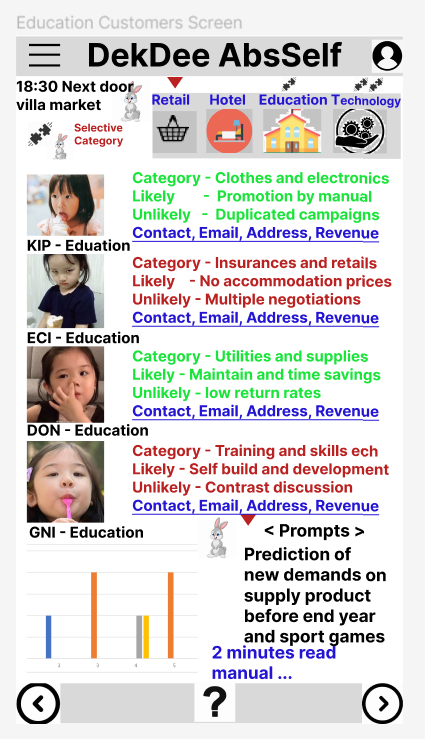 Education Customers Screen
DekDee AbsSelf
18:30 Next door
villa market
Selective
Category
Retail Hotel Education Technology
Category - Clothes and electronics
Likely - Promotion by manual
Unlikely - Duplicated campaigns
Contact, Email, Address, Revenue
KIP - Eduation
Category - Insurances and retails
Likely - No accommodation prices
Unlikely - Multiple negotiations
Contact, Email, Address, Revenue
ECI - Education
Category - Utilities and supplies
Likely - Maintain and time savings
Unlikely - low return rates
Contact, Email, Address, Revenue
DON - Education
Category - Training and skills ech
Likely - Self build and development
Unlikely - Contrast discussion
Contact, Email, Address, Revenue
GNI - Education
< Prompts >
Prediction of
new demands on
supply product
before end year
and sport games
2 minutes read
manual ...
2 3 4 5
?